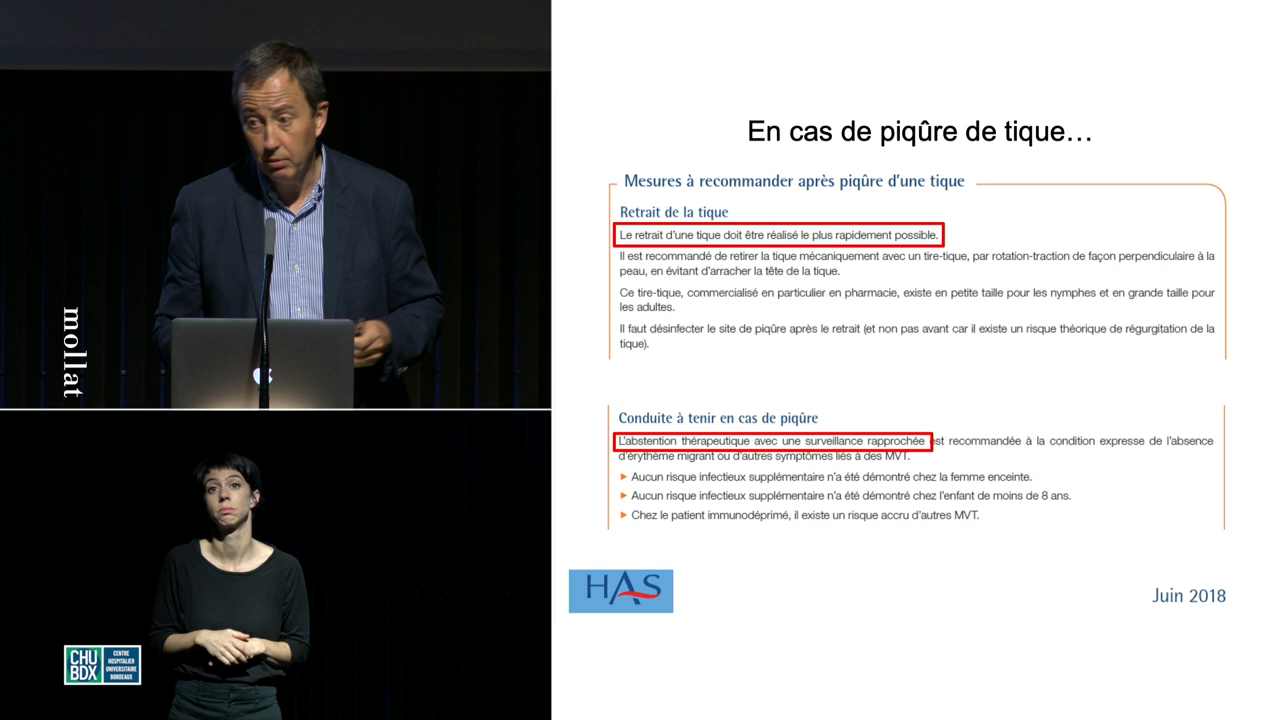 mollat
CHU
BDX
CENTRE
HOSPITALIER
UNIVERSITAIRE
BORDEAUX
En cas de piqûre de tique…
Mesures à recommander après piqûre d'une tique
Retrait de la tique
Le retrait d'une tique doit être réalisé le plus rapidement possible.
Il est recommandé de retirer la tique mécaniquement avec un tire-tique, par rotation-traction de façon perpendiculaire à la
peau, en évitant d'arracher la tête de la tique.
Ce tire-tique, commercialisé en particulier en pharmacie, existe en petite taille pour les nymphes et en grande taille pour
les adultes.
Il faut désinfecter le site de piqûre après le retrait (et non pas avant car il existe un risque théorique de régurgitation de la
tique).
Conduite à tenir en cas de piqûre
L'abstention thérapeutique avec une surveillance rapprochée est recommandée à la condition expresse de l'absence
d'érythème migrant ou d'autres symptômes liés à des MVT.
Aucun risque infectieux supplémentaire n'a été démontré chez la femme enceinte.
Aucun risque infectieux supplémentaire n'a été démontré chez l'enfant de moins de 8 ans.
Chez le patient immunodéprimé, il existe un risque accru d'autres MVT.
HAS
Juin 2018